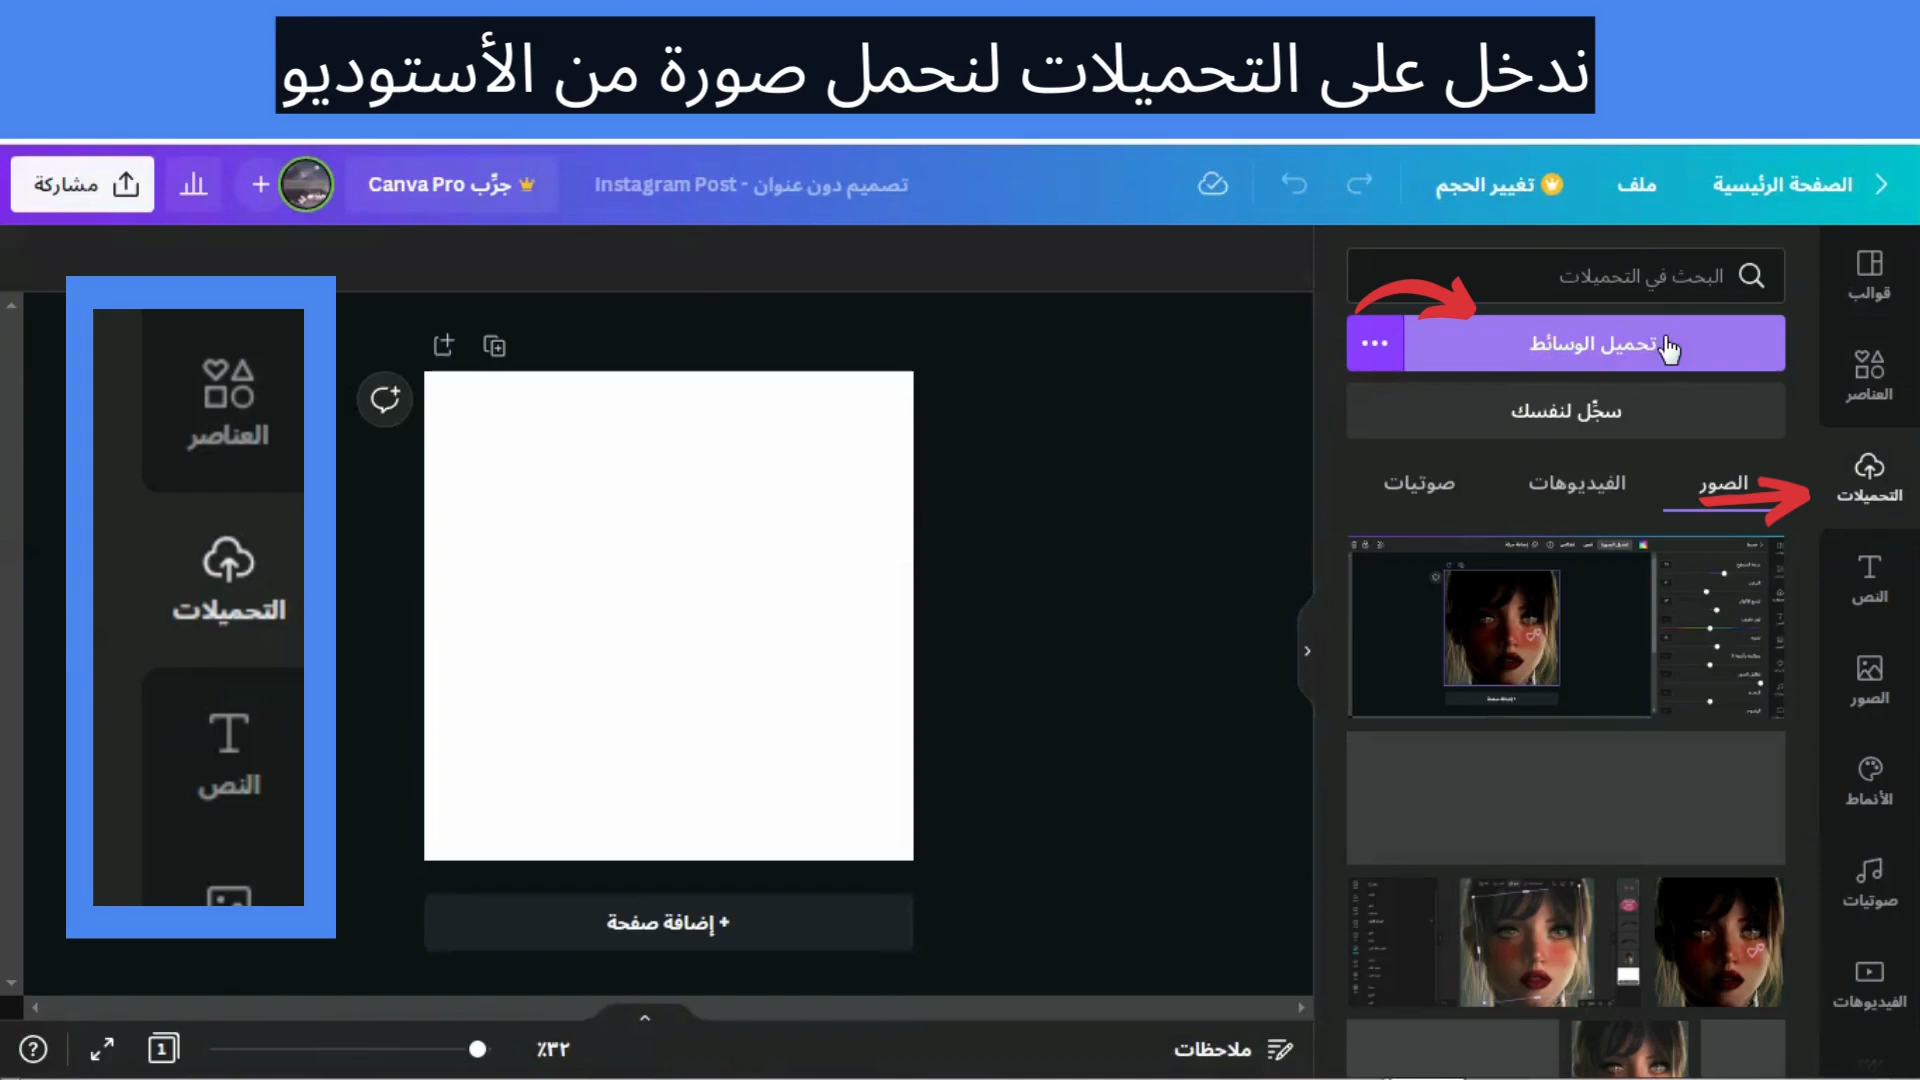 ندخل على التحميلات لنحمل صورة من الأستوديو
الصفحة الرئيسية
ملف
تغيير الحجم
تصميم دون عنوان - Instagram Post
جرِّب Canva Pro
مشاركة
البحث في التحميلات
تحميل الوسائط
سجِّل لنفسك
الصور
الفيديوهات
صوتيات
قوالب
العناصر
التحميلات
النص
الصور
الأنماط
صوتيات
الفيديوهات
العناصر
التحميلات
النص
+ إضافة صفحة
ملاحظات
٪٣٢
1